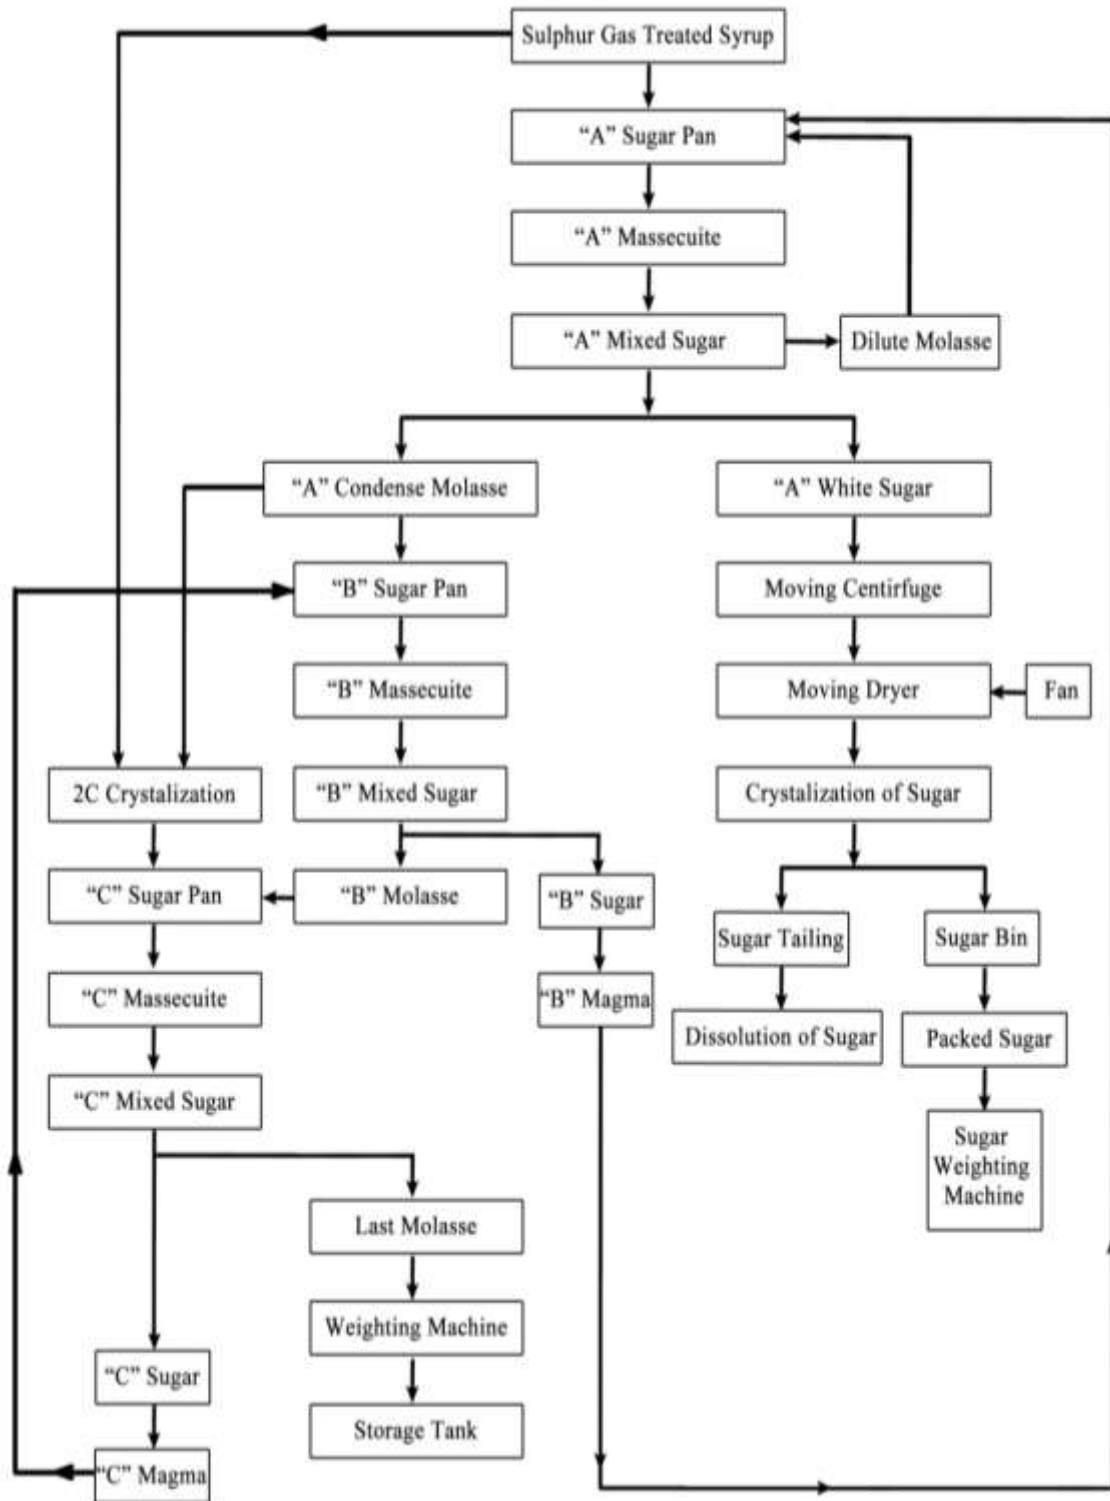 Sulphur Gas Treated Syrup
“A” Sugar Pan
“A” Massecuite
“A” Mixed Sugar
Dilute Molasse
“A” Condense Molasse
“A” White Sugar
“B” Sugar Pan
Moving Centirfuge
“B” Massecuite
Moving Dryer
Fan
2C Crystalization
“B” Mixed Sugar
Crystalization of Sugar
“C” Sugar Pan
“B” Molasse
“B” Sugar
Sugar Tailing
Sugar Bin
“C” Massecuite
“B” Magma
Dissolution of Sugar
Packed Sugar
“C” Mixed Sugar
Sugar
Weighting
Machine
Last Molasse
Weighting Machine
“C” Sugar
Storage Tank
“C” Magma